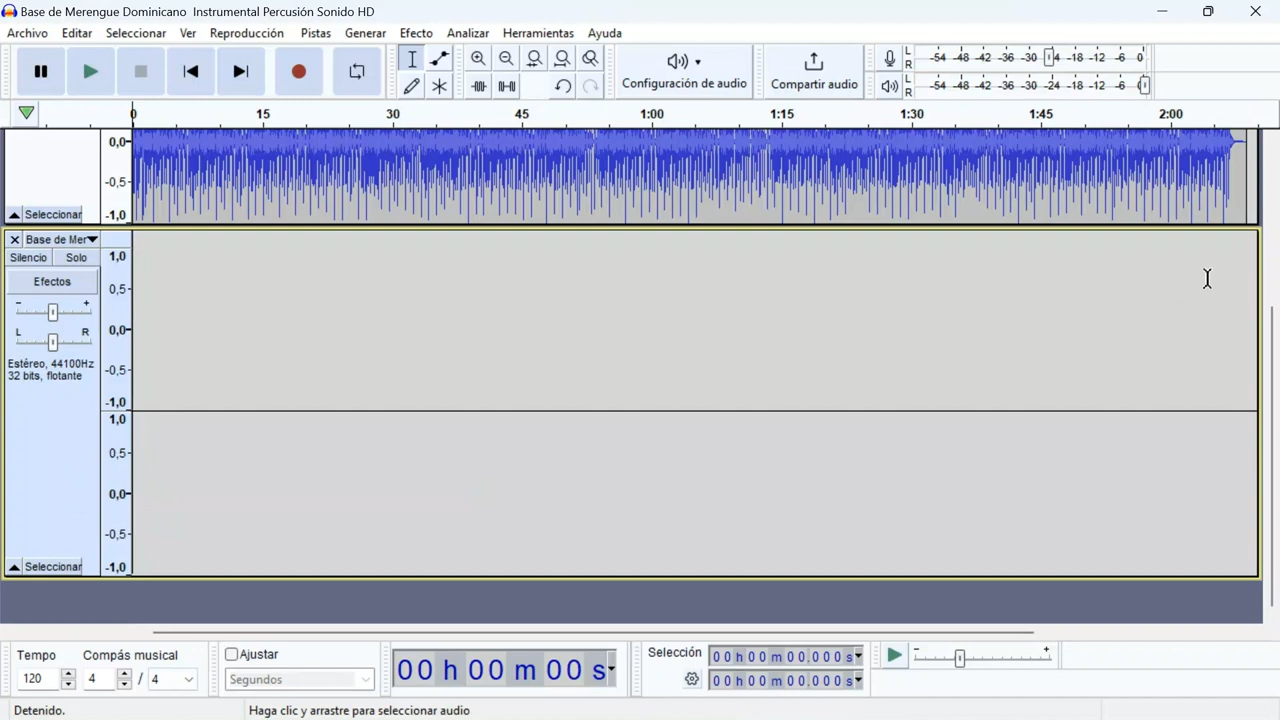 Base de Merengue Dominicano Instrumental Percusión Sonido HD
Archivo Editar Seleccionar Ver Reproducción Pistas Generar Efecto Analizar Herramientas Ayuda
Configuración de audio
Compartir audio
L R -54 -48 -42 -36 -30 -24 -18 -12 -6 0
L R -54 -48 -42 -36 -30 -24 -18 -12 -6 0
0 15 30 45 1:00 1:15 1:30 1:45 2:00
0,0
-0,5
-1,0
Seleccionar
Base de Mer
Silencio Solo
Efectos
- +
L R
Estéreo, 44100Hz
32 bits, flotante
1,0
0,5
0,0
-0,5
-1,0
1,0
0,5
0,0
-0,5
-1,0
Seleccionar
Tempo
120
Compás musical
4 / 4
Ajustar
Segundos
00 h 00 m 00 s
Selección
00 h 00 m 00.000 s
00 h 00 m 00.000 s
- +
Detenido.
Haga clic y arrastre para seleccionar audio